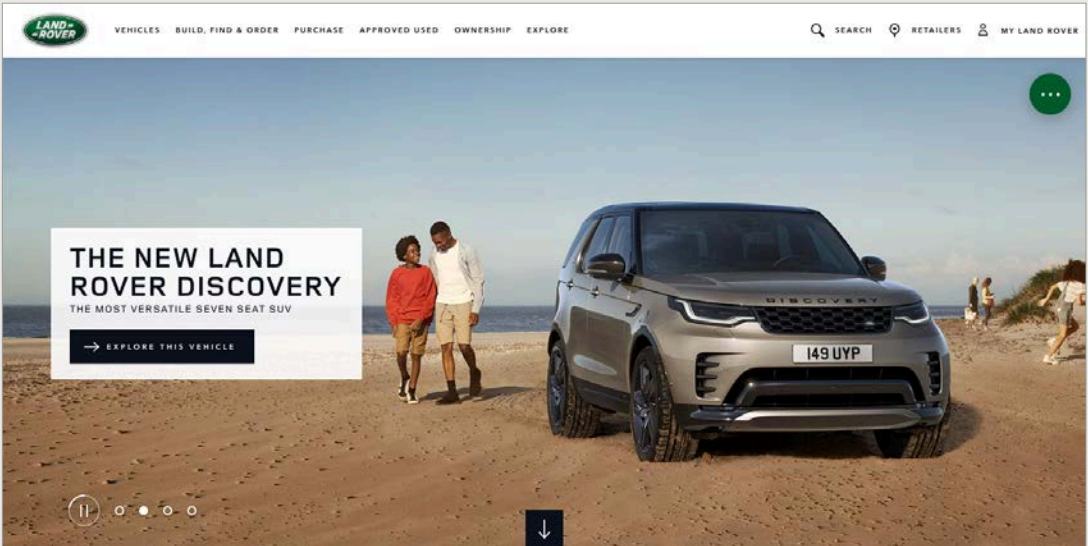 LAND-
-ROVER
VEHICLES BUILD, FIND & ORDER PURCHASE APPROVED USED OWNERSHIP EXPLORE
SEARCH RETAILERS MY LAND ROVER
THE NEW LAND
ROVER DISCOVERY
THE MOST VERSATILE SEVEN SEAT SUV
EXPLORE THIS VEHICLE
DISCOVERY
149 UYP